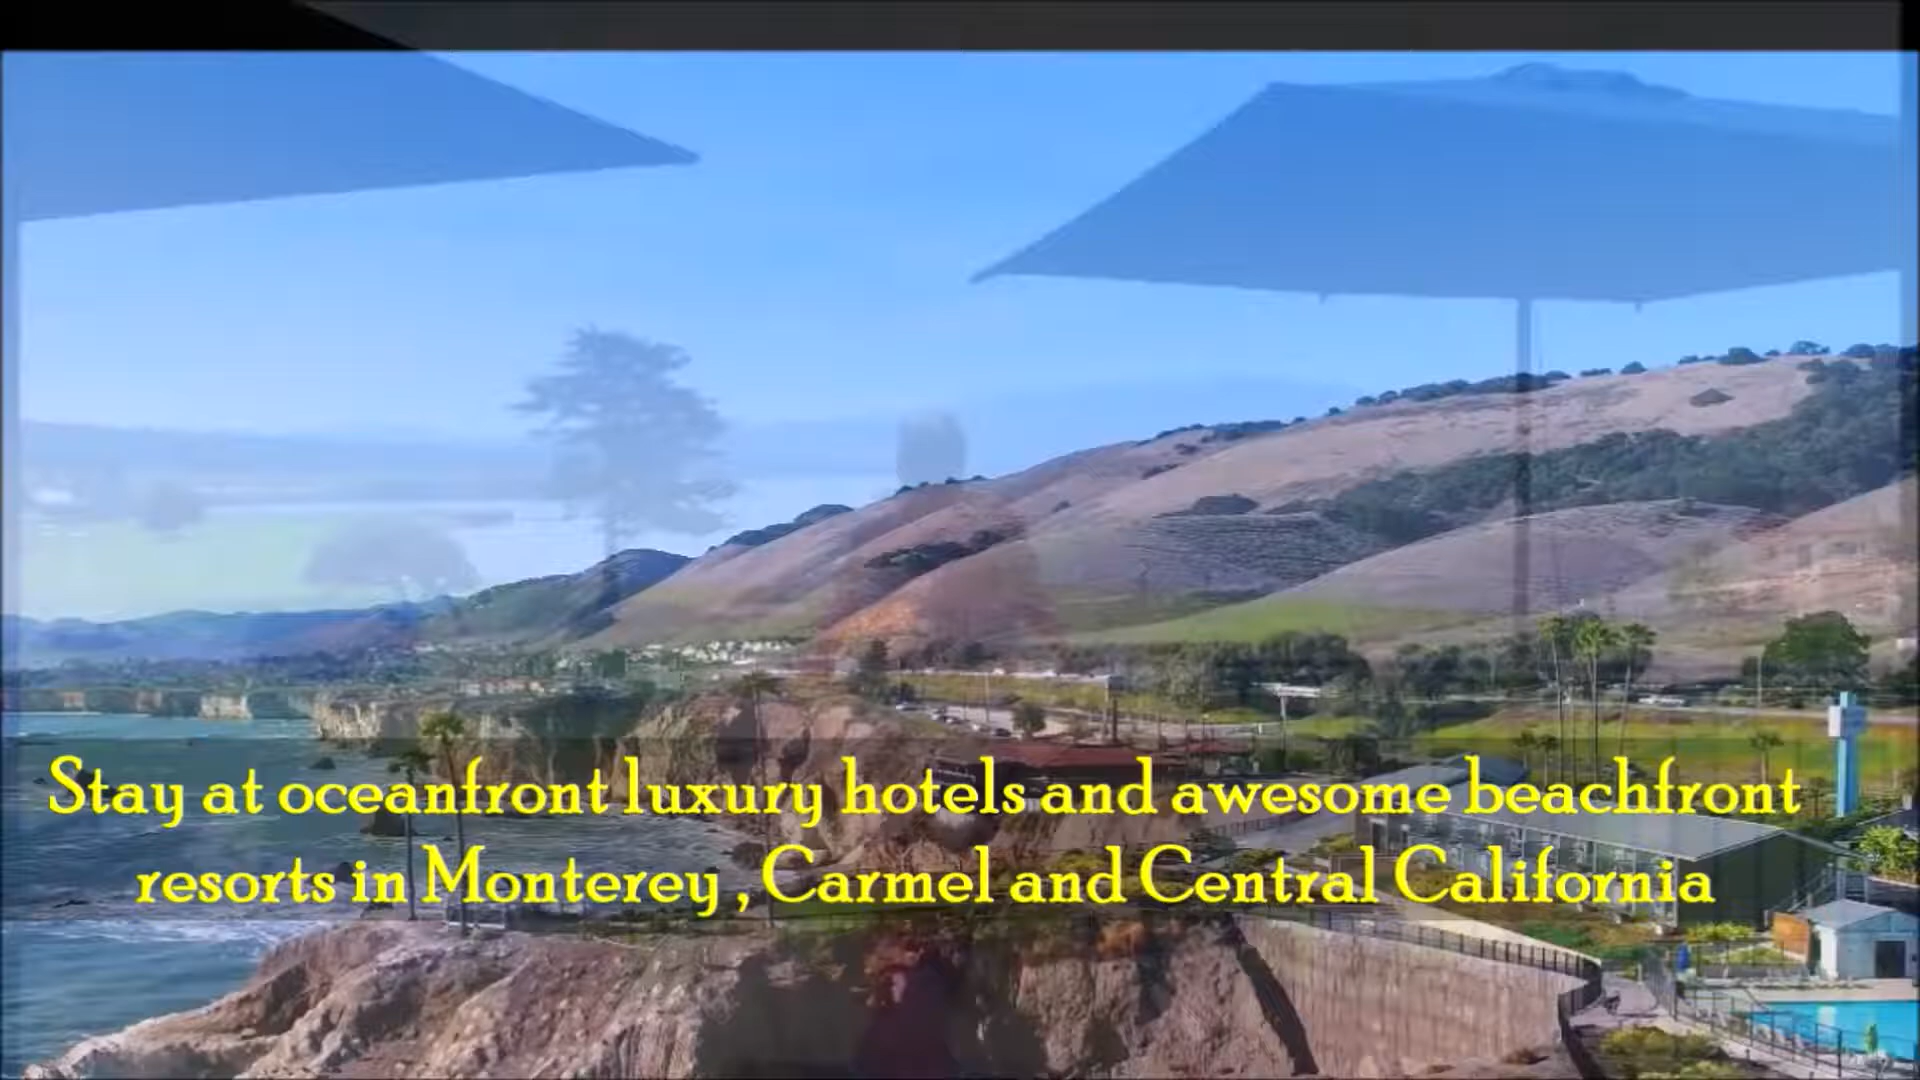 Stay at oceanfront luxury hotels and awesome beachfront
resorts in Monterey , Carmel and Central California